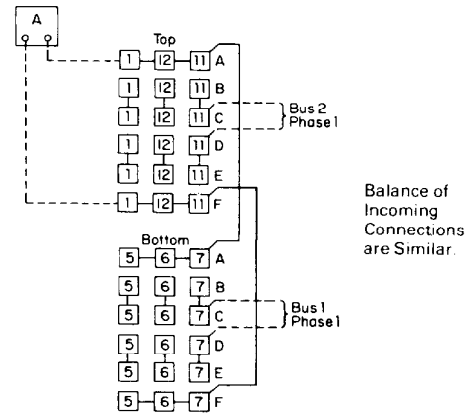 A
Top
1 12 11 A
1 12 11 B
1 12 11 C
Bus 2
Phase 1
1 12 11 D
1 12 11 E
1 12 11 F
Balance of
Incoming
Connections
are Similar.
Bottom
5 6 7 A
5 6 7 B
5 6 7 C
Bus 1
Phase 1
5 6 7 D
5 6 7 E
5 6 7 F